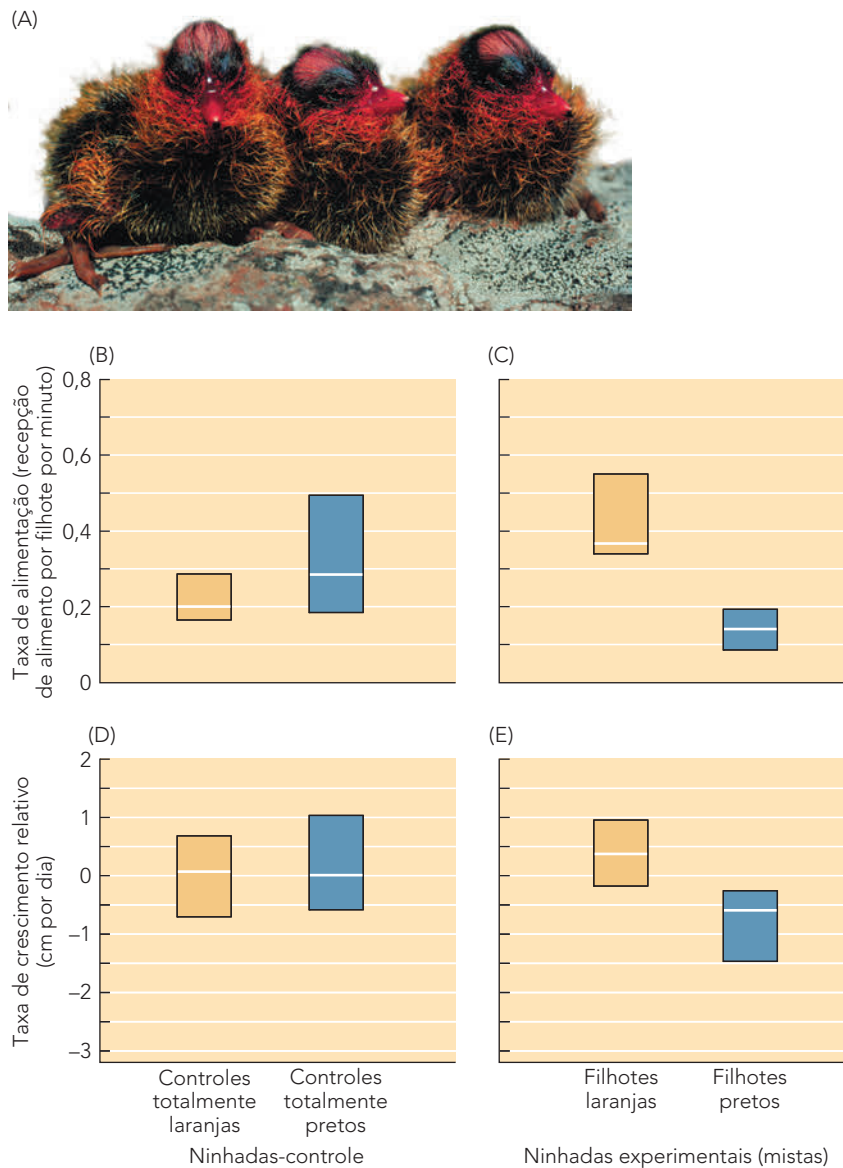 (A)
(B)
(C)
Taxa de alimentação (recepção
de alimento por filhote por minuto)
0,8
0,6
0,4
0,2
0
(D)
(E)
Taxa de crescimento relativo
(cm por dia)
2
1
0
–1
–2
–3
Controles
totalmente
laranjas
Controles
totalmente
pretos
Filhotes
laranjas
Filhotes
pretos
Ninhadas-controle
Ninhadas experimentais (mistas)